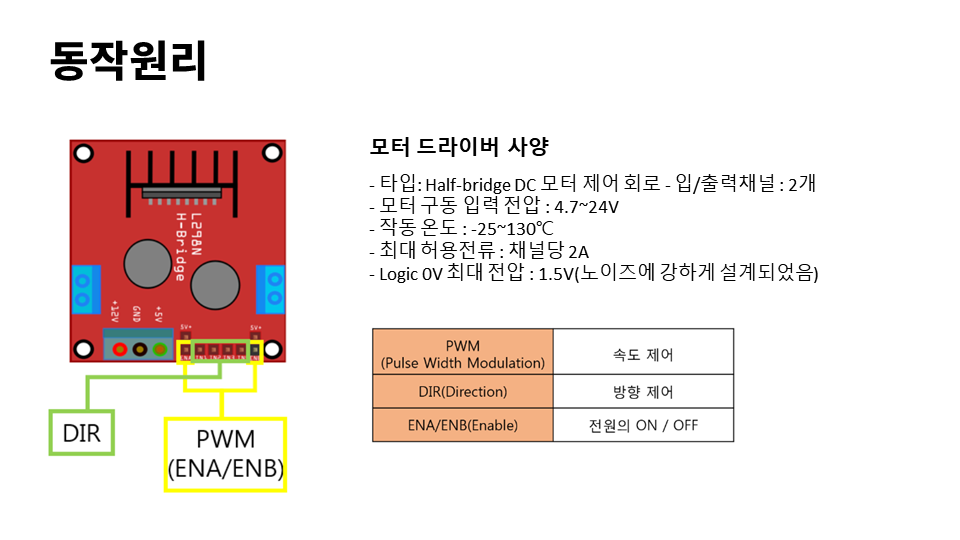 동작원리
모터 드라이버 사양
- 타입: Half-bridge DC 모터 제어 회로 - 입/출력채널 : 2개
- 모터 구동 입력 전압 : 4.7~24V
- 작동 온도 : -25~130℃
- 최대 허용전류 : 채널당 2A
- Logic 0V 최대 전압 : 1.5V(노이즈에 강하게 설계되었음)
L298N
H-Bridge
+12V
GND
+5V
5V+
5V+
DIR
PWM
(ENA/ENB)
PWM
(Pulse Width Modulation)
속도 제어
DIR(Direction)
방향 제어
ENA/ENB(Enable)
전원의 ON / OFF